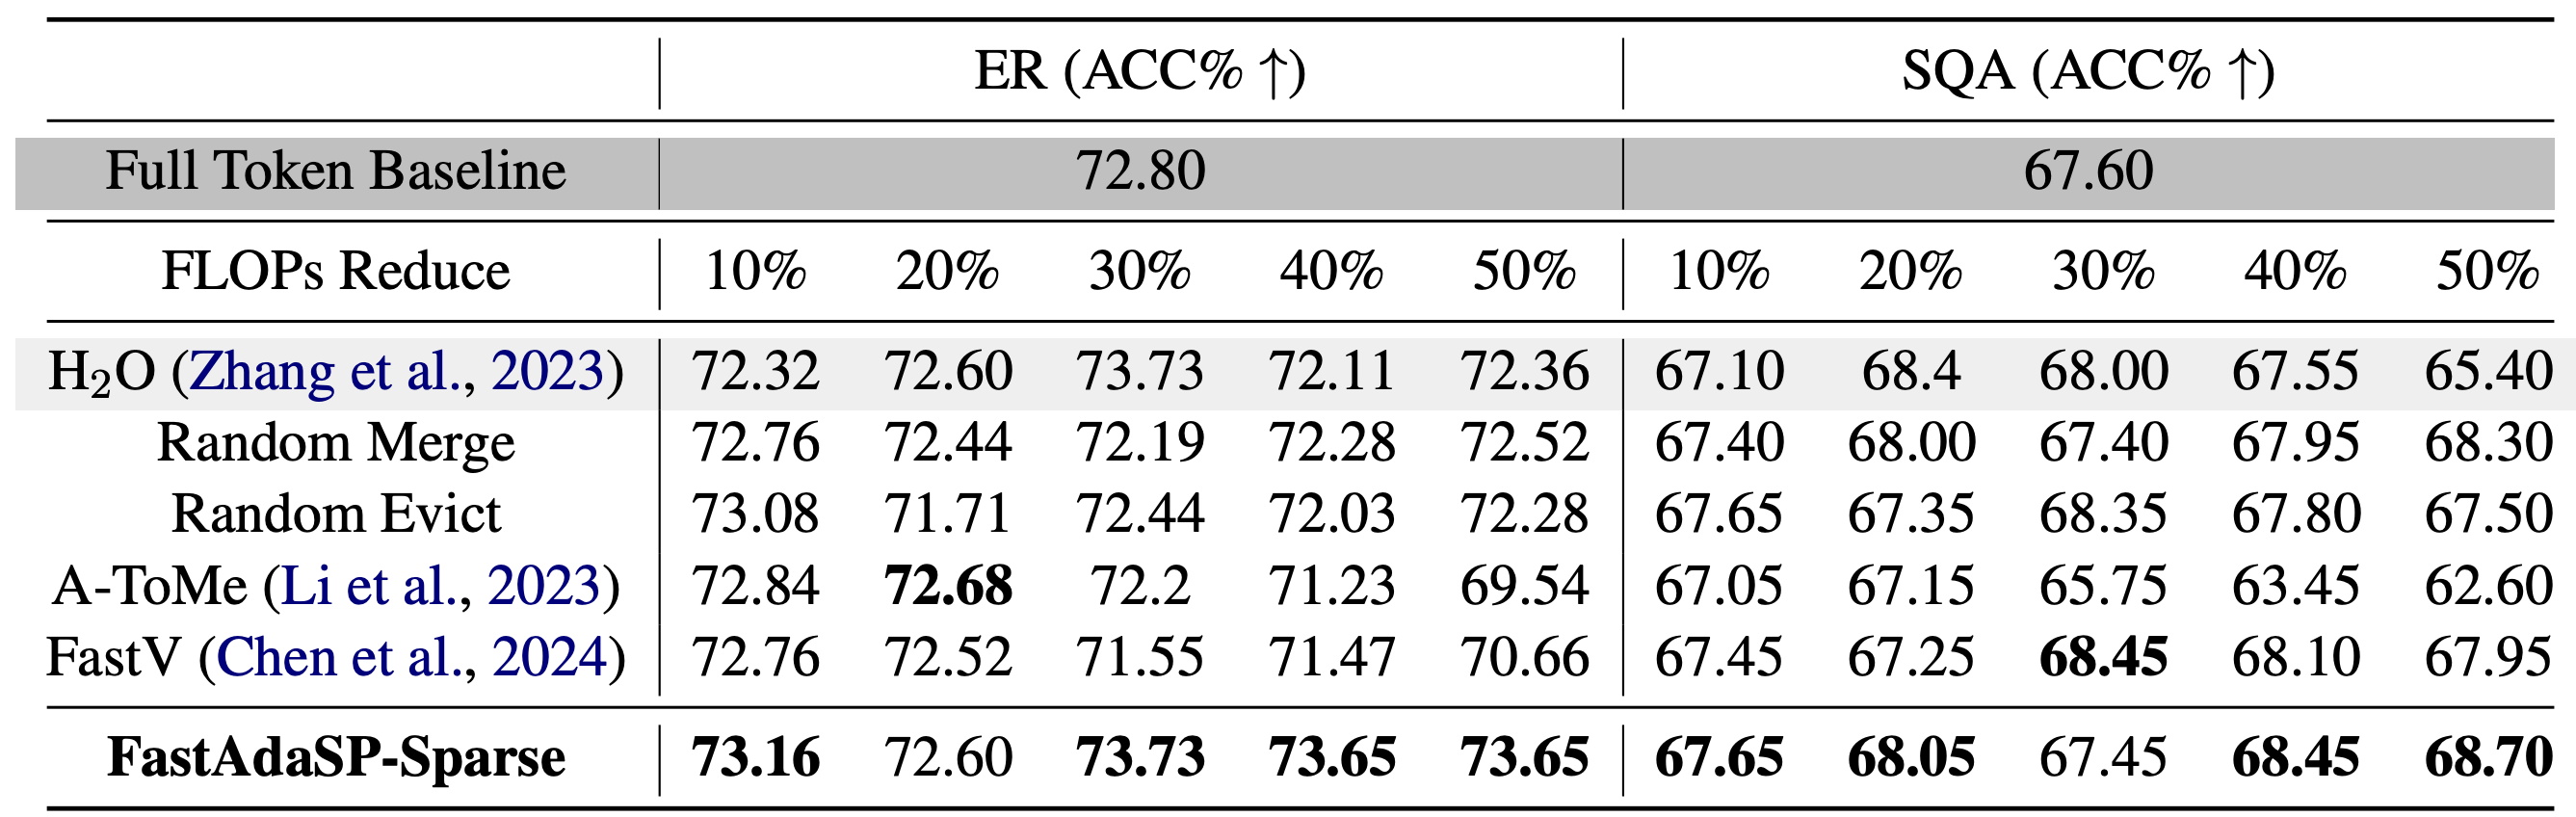 ER (ACC% ↑) SQA (ACC% ↑)
Full Token Baseline 72.80 67.60
FLOPs Reduce 10% 20% 30% 40% 50% 10% 20% 30% 40% 50%
H₂O (Zhang et al., 2023) 72.32 72.60 73.73 72.11 72.36 67.10 68.4 68.00 67.55 65.40
Random Merge 72.76 72.44 72.19 72.28 72.52 67.40 68.00 67.40 67.95 68.30
Random Evict 73.08 71.71 72.44 72.03 72.28 67.65 67.35 68.35 67.80 67.50
A-ToMe (Li et al., 2023) 72.84 72.68 72.2 71.23 69.54 67.05 67.15 65.75 63.45 62.60
FastV (Chen et al., 2024) 72.76 72.52 71.55 71.47 70.66 67.45 67.25 68.45 68.10 67.95
FastAdaSP-Sparse 73.16 72.60 73.73 73.65 73.65 67.65 68.05 67.45 68.45 68.70